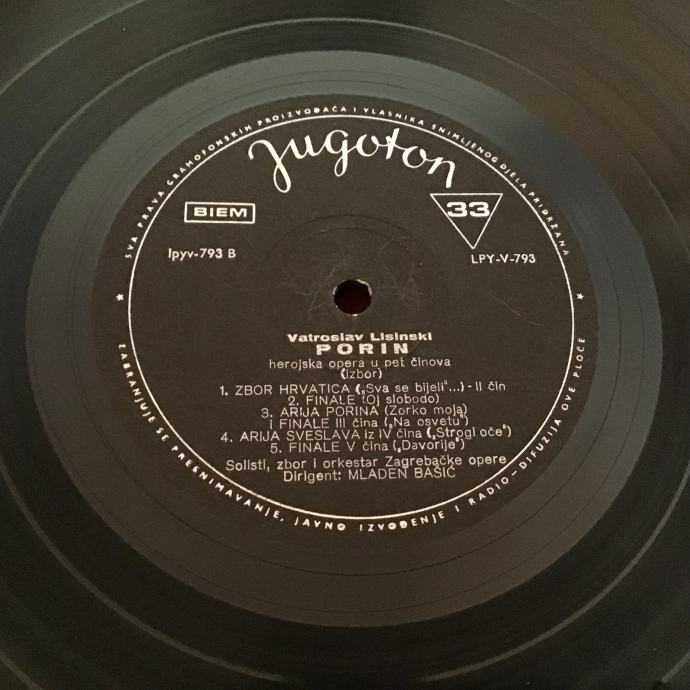 SVA PRAVA GRAMOFONSKIH PROIZVOĐAČA I VLASNIKA SNIMLJENOG DJELA PRIDRŽANA
Jugoton
BIEM
33
lpyv-793 B
LPY-V-793
Vatroslav Lisinski
PORIN
herojska opera u pet činova
(izbor)
1. ZBOR HRVATICA („Sva se bijeli"...) - II čin
2. FINALE (Oj slobodo)
3. ARIJA PORINA (Zorko moja)
i FINALE III čina („Na osvetu")
4. ARIJA SVESLAVA iz IV čina („Strogi oče")
5. FINALE V čina („Davorije")
Solisti, zbor i orkestar Zagrebačke opere
Dirigent: MLADEN BAŠIĆ
ZABRANJUJE SE PRESNIMAVANJE, JAVNO IZVOĐENJE I RADIO-DIFUZIJA OVE PLOČE